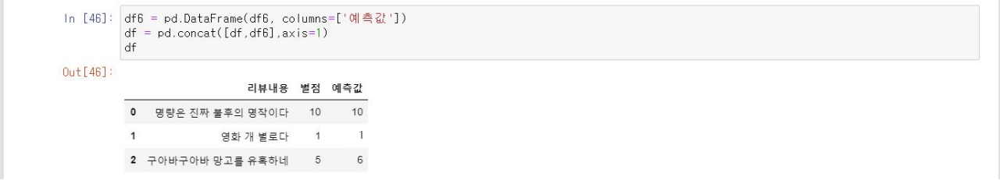 In [46]: df6 = pd.DataFrame(df6, columns=['예측값'])
df = pd.concat([df,df6],axis=1)
df
Out[46]:
리뷰내용 별점 예측값
0 명량은 진짜 불후의 명작이다 10 10
1 영화 개 별로다 1 1
2 구아바구아바 망고를 유혹하네 5 6